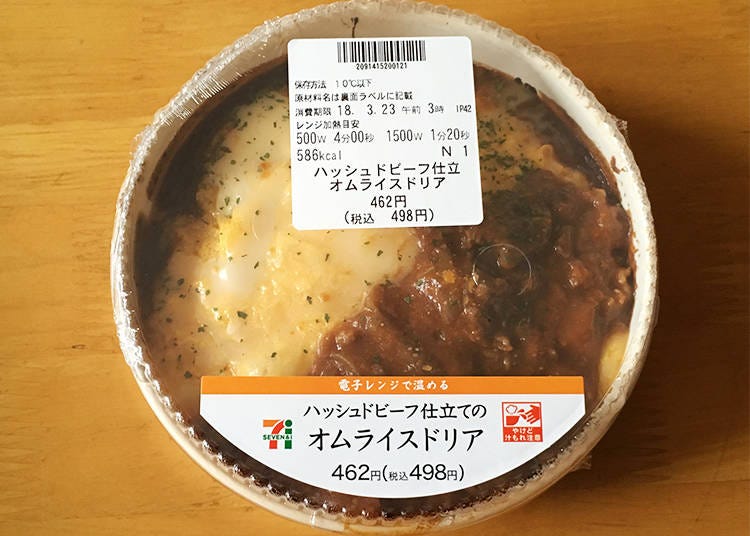 2091415200121
保存方法 10℃以下
原材料名は裏面ラベルに記載
消費期限 18. 3.23 午前 3時 IP42
レンジ加熱目安
500W 4分00秒 1500W 1分20秒
586kcal N 1
ハッシュドビーフ仕立
オムライスドリア
462円
(税込 498円)
電子レンジで温める
ハッシュドビーフ仕立ての
オムライスドリア
462円(税込498円)
7i
SEVEN&i
やけど
汁もれ注意